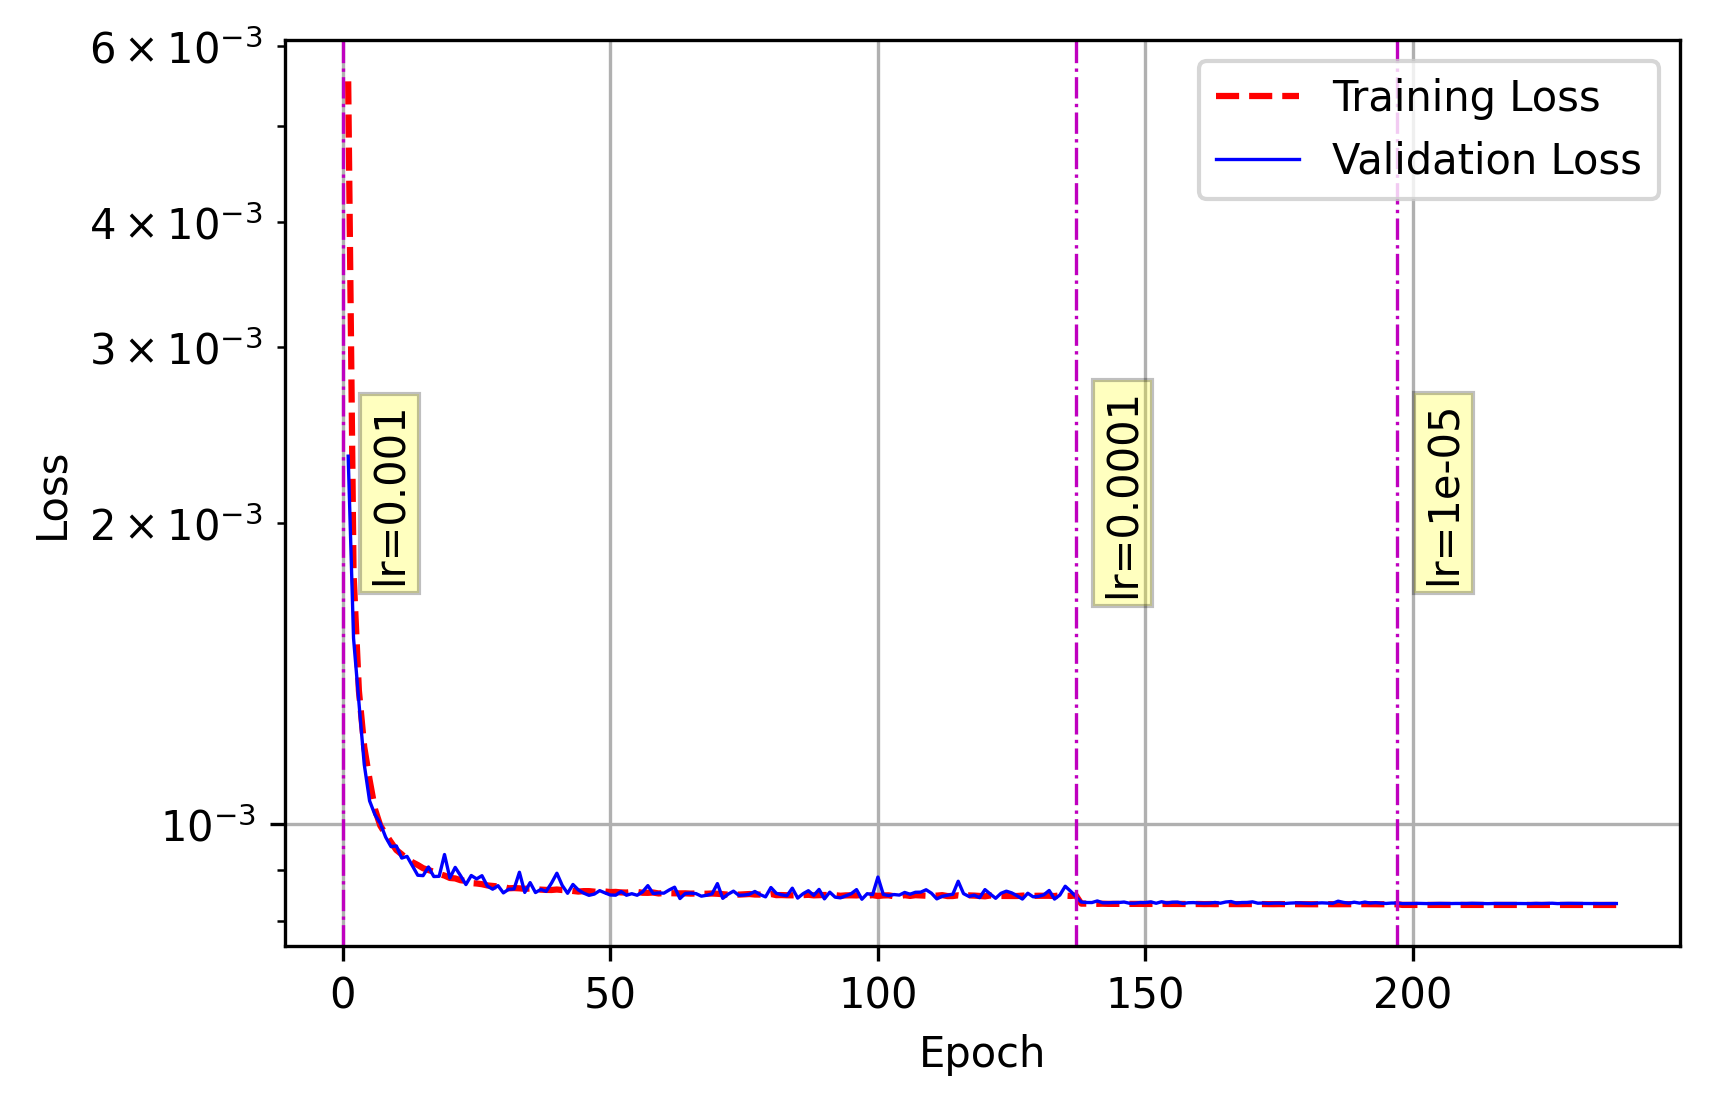 6 × 10⁻³
4 × 10⁻³
3 × 10⁻³
2 × 10⁻³
10⁻³
Loss
Training Loss
Validation Loss
lr=0.001
lr=0.0001
lr=1e-05
0
50
100
150
200
Epoch